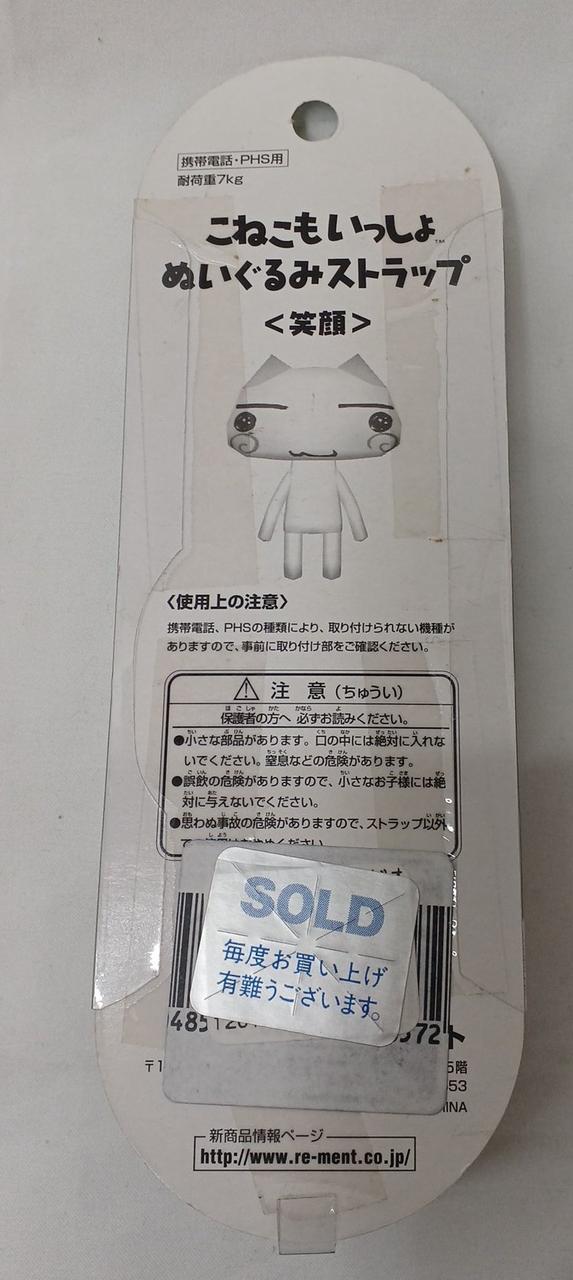 携帯電話・PHS用
耐荷重7kg
こねこもいっしょ™
ぬいぐるみストラップ
＜笑顔＞
〈使用上の注意〉
携帯電話、PHSの種類により、取り付けられない機種が
ありますので、事前に取り付け部をご確認ください。
⚠ 注 意 (ちゅうい)
保護者の方へ 必ずお読みください。
●小さな部品があります。口の中には絶対に入れな
いでください。窒息などの危険があります。
●誤飲の危険がありますので、小さなお子様には絶
対に与えないでください。
●思わぬ事故の危険がありますので、ストラップ以外
SOLD
毎度お買い上げ
有難うございます。
ト
〒1
5階
53
INA
新商品情報ページ
http://www.re-ment.co.jp/